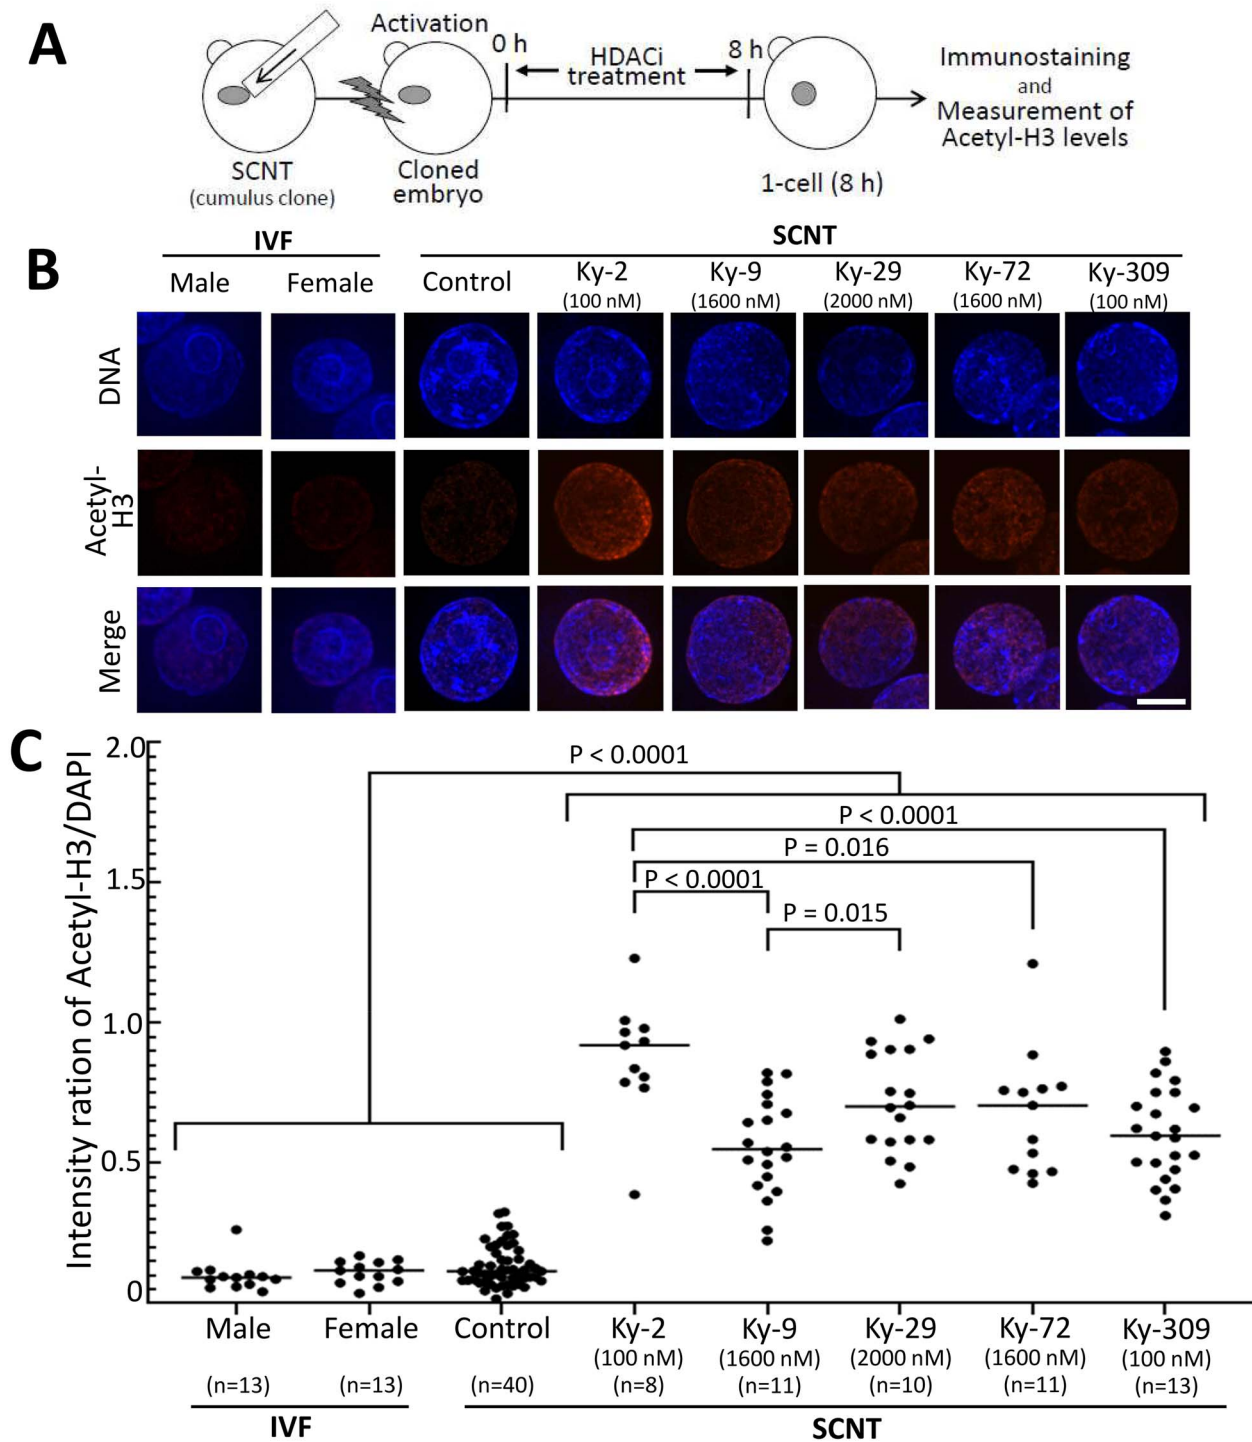 A
Activation
0 h
HDACi
treatment
8 h
Immunostaining
and
Measurement of
Acetyl-H3 levels
SCNT
(cumulus clone)
Cloned
embryo
1-cell (8 h)
B
IVF
SCNT
Male
Female
Control
Ky-2
(100 nM)
Ky-9
(1600 nM)
Ky-29
(2000 nM)
Ky-72
(1600 nM)
Ky-309
(100 nM)
DNA
Acetyl-
H3
Merge
C
Intensity ration of Acetyl-H3/DAPI
2.0
1.5
1.0
0.5
0
P < 0.0001
P < 0.0001
P = 0.016
P < 0.0001
P = 0.015
Male
(n=13)
Female
(n=13)
Control
(n=40)
Ky-2
(100 nM)
(n=8)
Ky-9
(1600 nM)
(n=11)
Ky-29
(2000 nM)
(n=10)
Ky-72
(1600 nM)
(n=11)
Ky-309
(100 nM)
(n=13)
IVF
SCNT